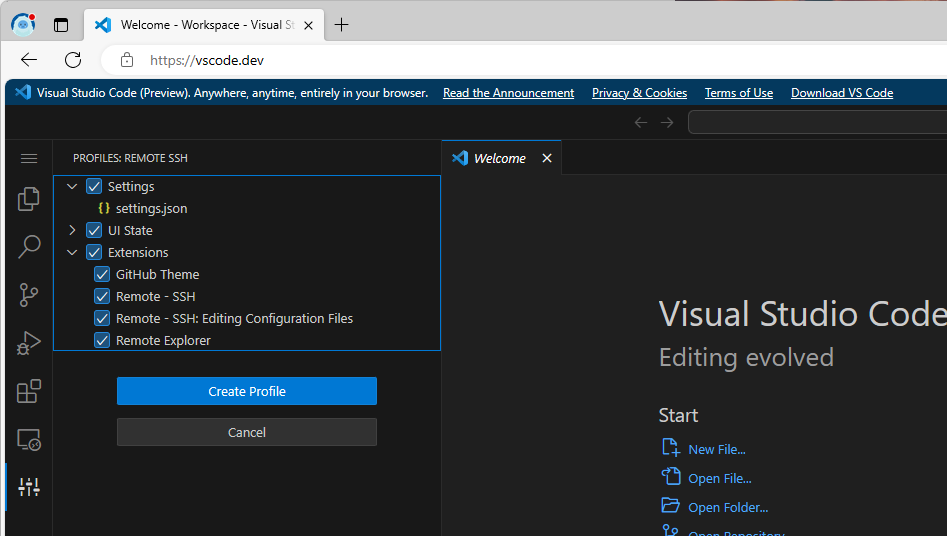 Welcome - Workspace - Visual St
https://vscode.dev
Visual Studio Code (Preview). Anywhere, anytime, entirely in your browser. Read the Announcement Privacy & Cookies Terms of Use Download VS Code
PROFILES: REMOTE SSH
Settings
{} settings.json
UI State
Extensions
GitHub Theme
Remote - SSH
Remote - SSH: Editing Configuration Files
Remote Explorer
Create Profile
Cancel
Welcome
Visual Studio Code
Editing evolved
Start
New File...
Open File...
Open Folder...
Open Repository